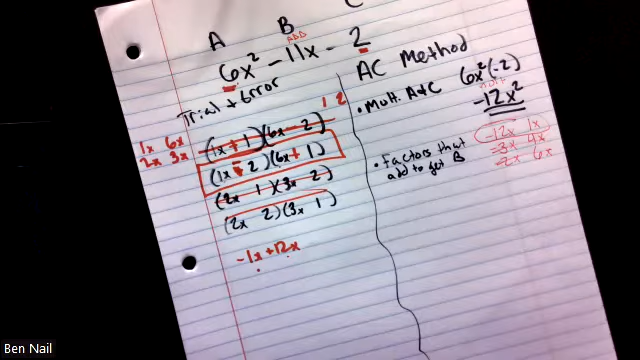 A B C
ADD
6x² - 11x - 2
Trial + Error
1 2
1x 6x
2x 3x
(1x + 1)(6x - 2)
(1x - 2)(6x + 1)
(2x 1)(3x 2)
(2x 2)(3x 1)
-1x + 12x
AC Method
• Mult. A+C
6x²(-2)
-12x²
• factors that
add to get B
-12x 1x
-3x 4x
-2x 6x
Ben Nail